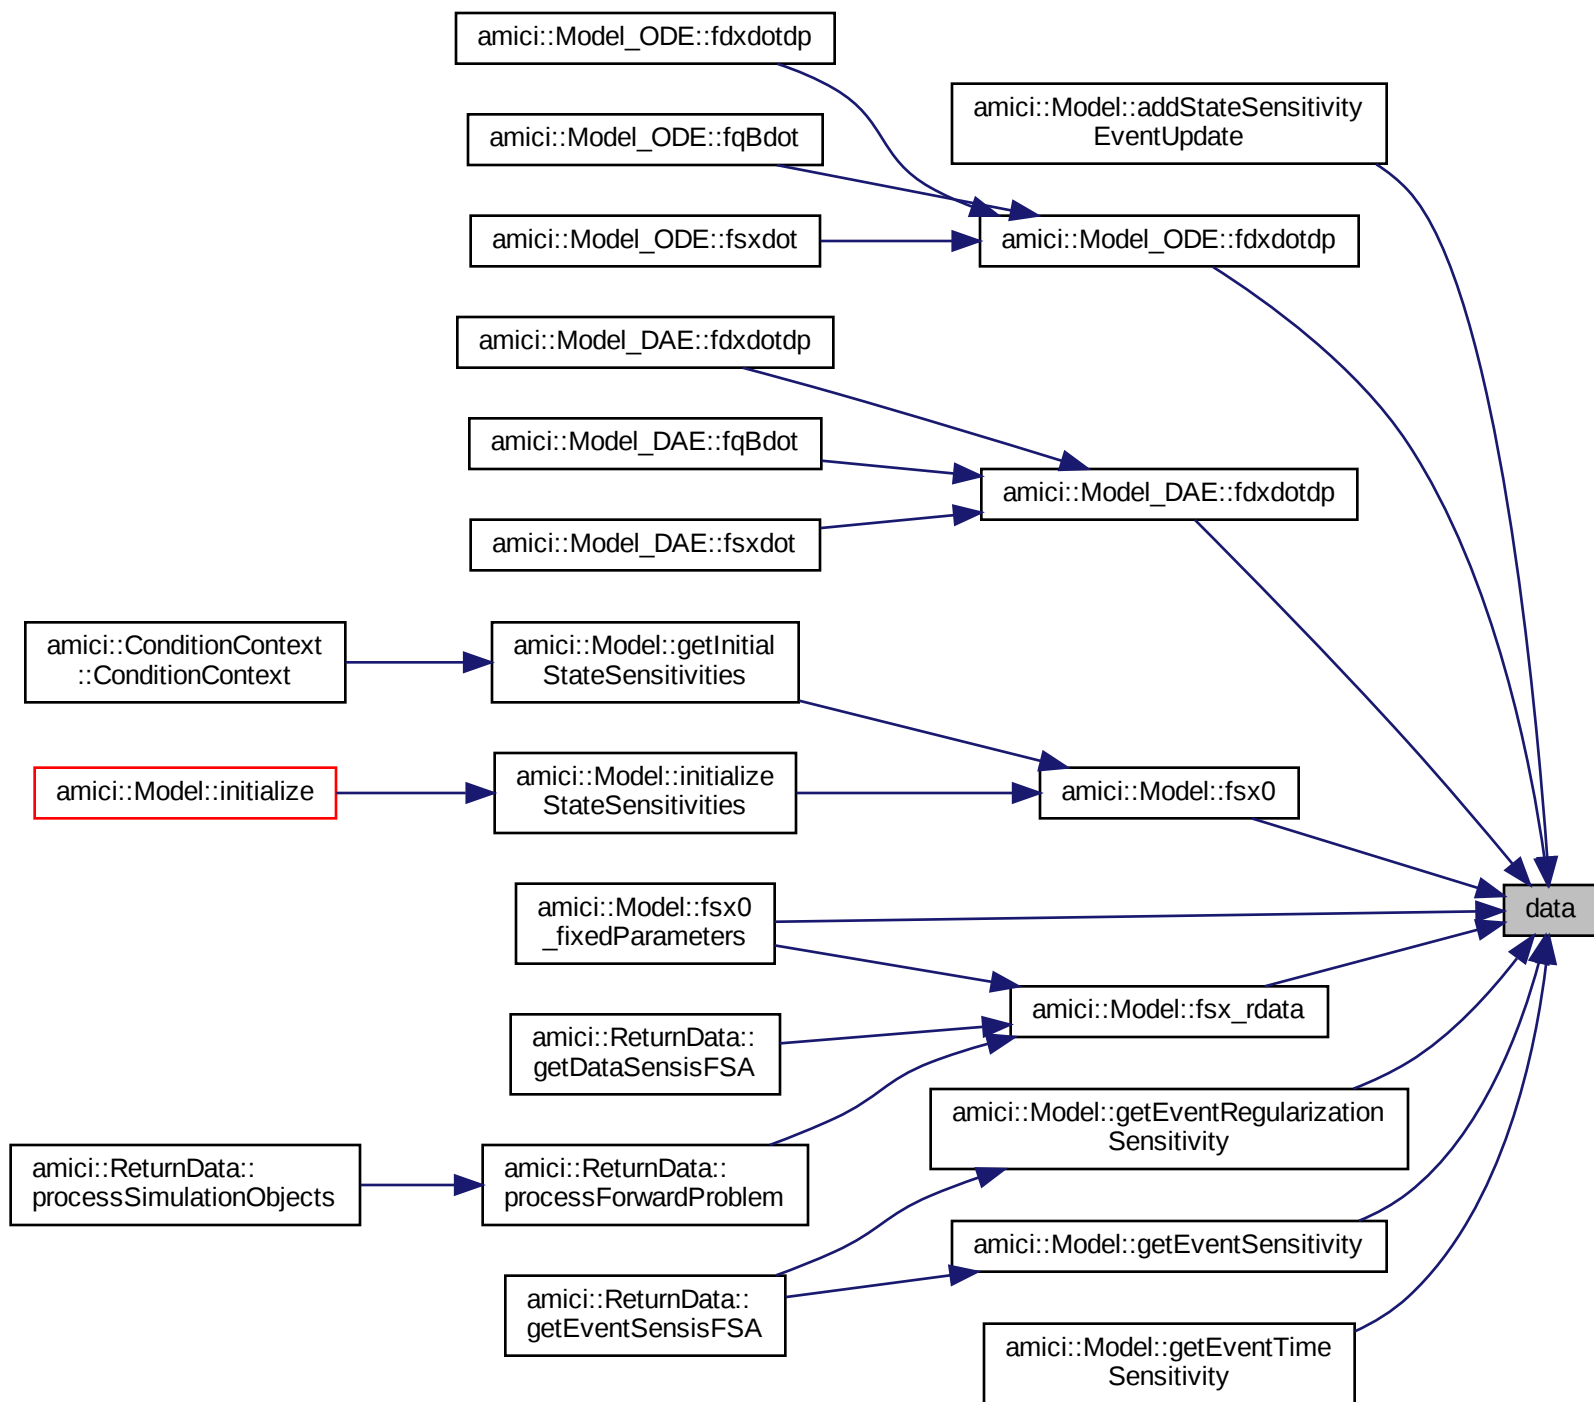 amici::Model_ODE::fdxdotdp
amici::Model::addStateSensitivity
EventUpdate
amici::Model_ODE::fqBdot
amici::Model_ODE::fsxdot
amici::Model_ODE::fdxdotdp
amici::Model_DAE::fdxdotdp
amici::Model_DAE::fqBdot
amici::Model_DAE::fdxdotdp
amici::Model_DAE::fsxdot
amici::ConditionContext
::ConditionContext
amici::Model::getInitial
StateSensitivities
amici::Model::initialize
amici::Model::initialize
StateSensitivities
amici::Model::fsx0
amici::Model::fsx0
_fixedParameters
data
amici::Model::fsx_rdata
amici::ReturnData::
getDataSensisFSA
amici::Model::getEventRegularization
Sensitivity
amici::ReturnData::
processSimulationObjects
amici::ReturnData::
processForwardProblem
amici::Model::getEventSensitivity
amici::ReturnData::
getEventSensisFSA
amici::Model::getEventTime
Sensitivity